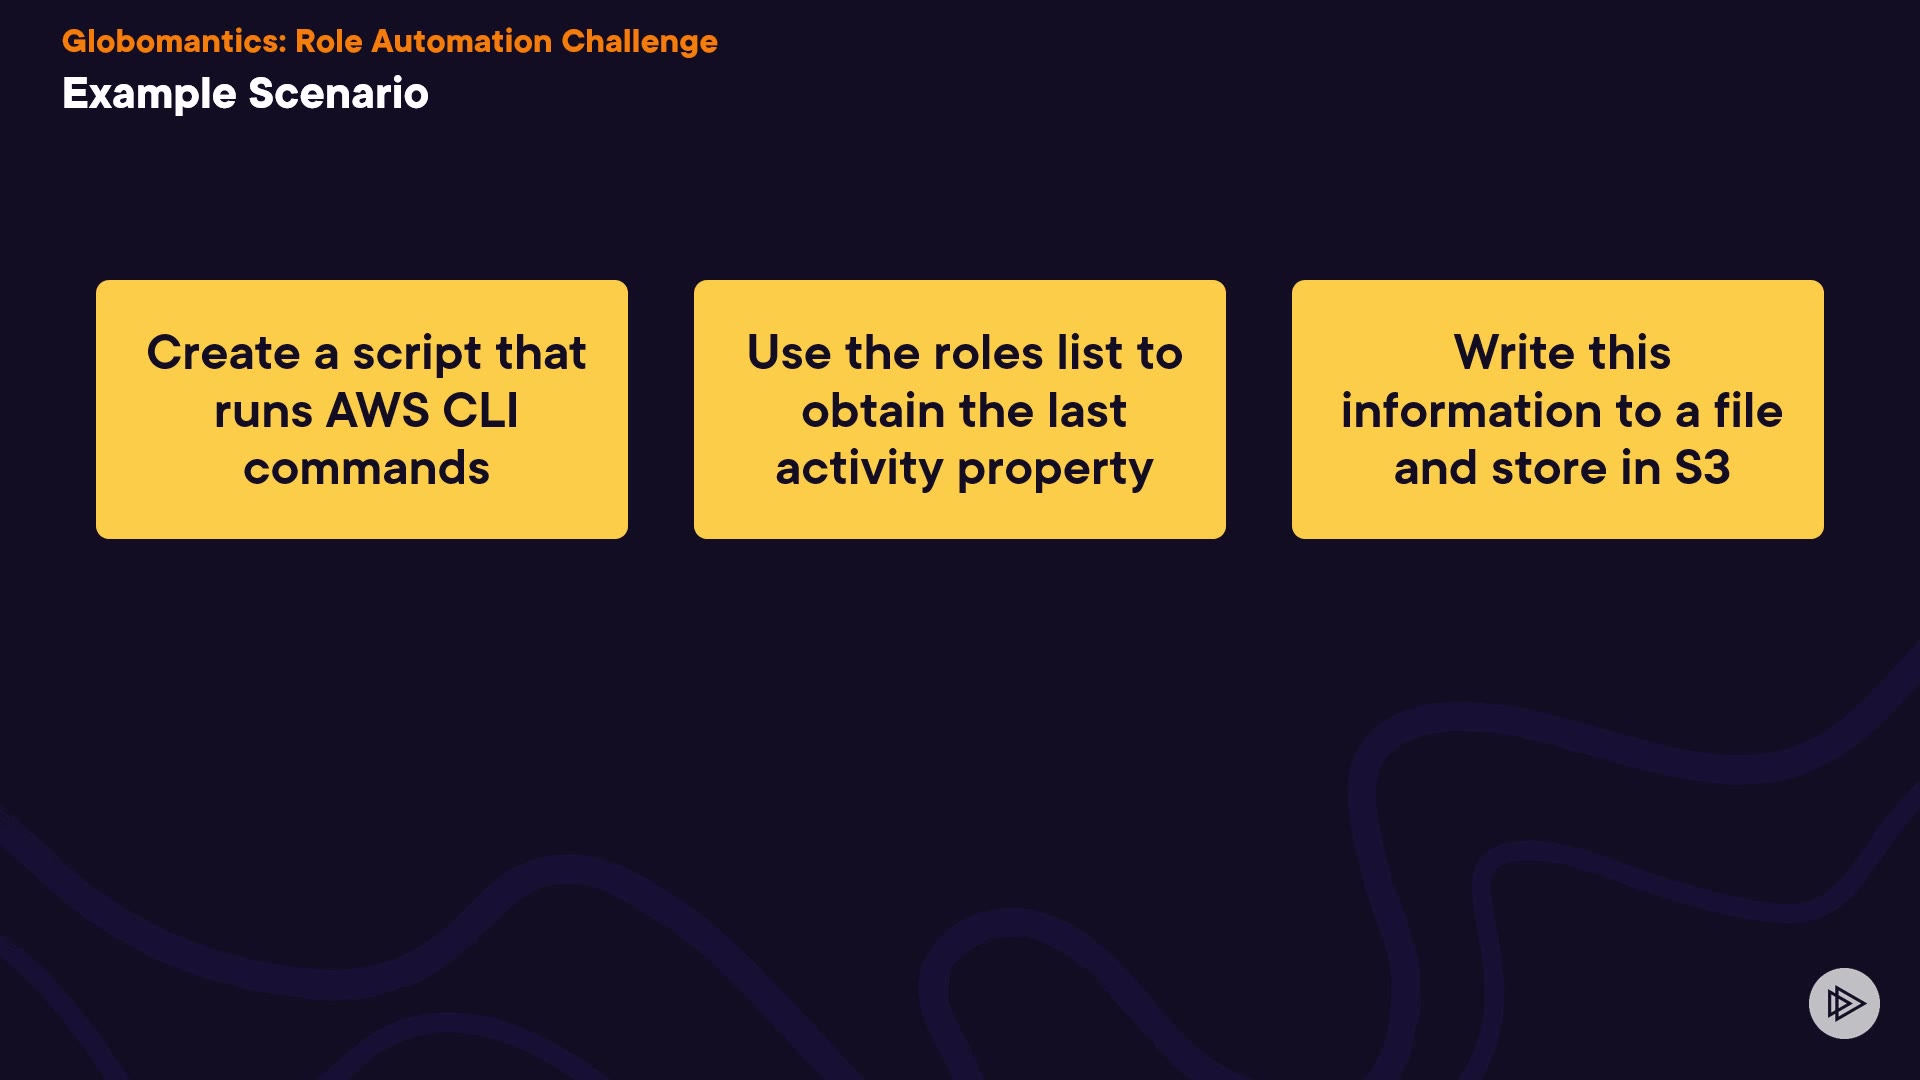 Globomantics: Role Automation Challenge
Example Scenario
Create a script that
runs AWS CLI
commands
Use the roles list to
obtain the last
activity property
Write this
information to a file
and store in S3